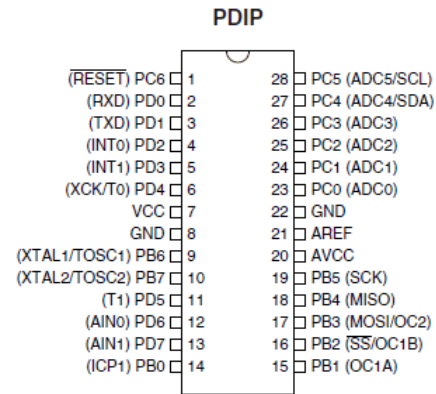 PDIP
(RESET) PC6 1 28 PC5 (ADC5/SCL)
(RXD) PD0 2 27 PC4 (ADC4/SDA)
(TXD) PD1 3 26 PC3 (ADC3)
(INT0) PD2 4 25 PC2 (ADC2)
(INT1) PD3 5 24 PC1 (ADC1)
(XCK/T0) PD4 6 23 PC0 (ADC0)
VCC 7 22 GND
GND 8 21 AREF
(XTAL1/TOSC1) PB6 9 20 AVCC
(XTAL2/TOSC2) PB7 10 19 PB5 (SCK)
(T1) PD5 11 18 PB4 (MISO)
(AIN0) PD6 12 17 PB3 (MOSI/OC2)
(AIN1) PD7 13 16 PB2 (SS/OC1B)
(ICP1) PB0 14 15 PB1 (OC1A)